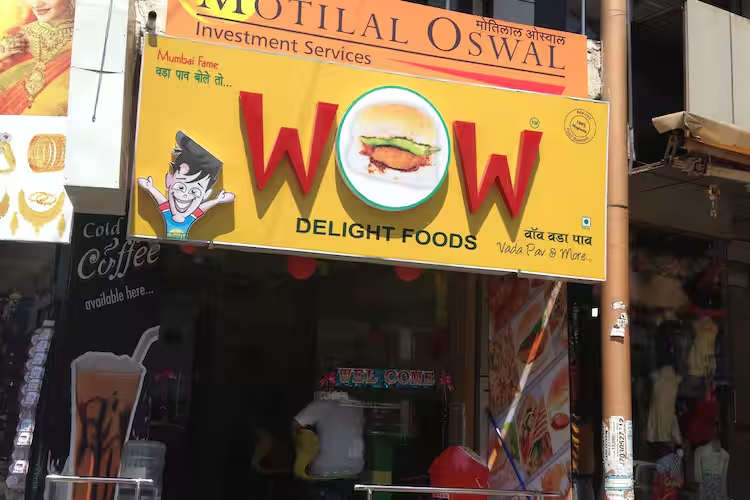 MOTILAL OSWAL
मोतिलाल ओस्वाल
Investment Services
Mumbai Fame
वडा पाव बोले तो...
WOW
DELIGHT FOODS
वॉव वडा पाव
Vada Pav & More..
Cold
Coffee
available here...
WEL COME